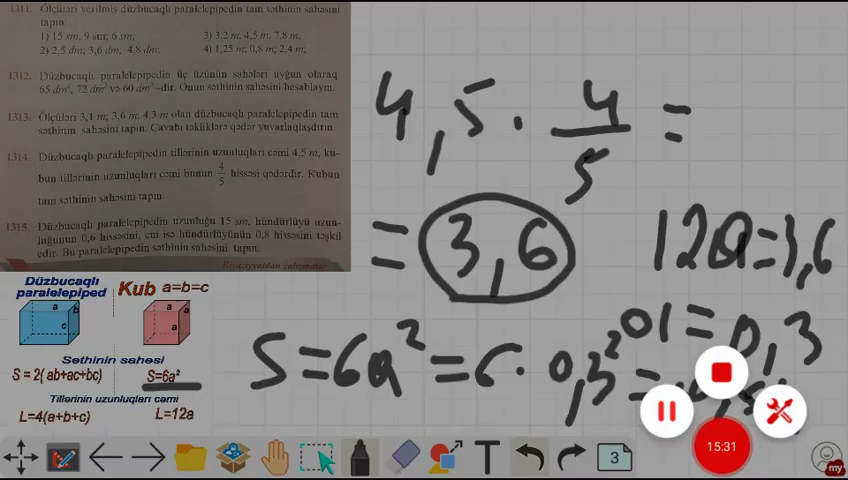 1311. Ölçüləri verilmiş düzbucaqlı paralelepipedin tam səthinin sahəsini
tapın.
1) 15 sm; 9 sm; 6 sm; 3) 3,2 m; 4,5 m; 7,8 m;
2) 2,5 dm; 3,6 dm; 4,8 dm; 4) 1,25 m; 0,8 m; 2,4 m;
1312. Düzbucaqlı paralelepipedin üç üzünün sahələri uyğun olaraq
65 dm², 72 dm² və 60 dm² -dir. Onun səthinin sahəsini hesablayın.
1313. Ölçüləri 3,1 m; 3,6 m; 4,3 m olan düzbucaqlı paralelepipedin tam
səthinin sahəsini tapın. Cavabı təkliklərə qədər yuvarlaqlaşdırın.
1314. Düzbucaqlı paralelepipedin tillərinin uzunluqları cəmi 4,5 m, ku-
bun tillərinin uzunluqları cəmi bunun 4/5 hissəsi qədərdir. Kubun
tam səthinin sahəsini tapın.
1315. Düzbucaqlı paralelepipedin uzunluğu 15 sm, hündürlüyü uzun-
luğunun 0,6 hissəsini, eni isə hündürlüyünün 0,8 hissəsini təşkil
edir. Bu paralelepipedin səthinin sahəsini tapın.
Riyaziyyatdan çalışmalar
Düzbucaqlı
paralelepiped
Kub a=b=c
a b c
a a a
Səthinin sahəsi
S = 2( ab+ac+bc) S=6a²
Tillərinin uzunluqları cəmi
L=4(a+b+c) L=12a
4,5 · 4/5 =
= 3,6
12a=3,6
a=0,3
S=6a²=6·0,3²=
3
T
15:31
my